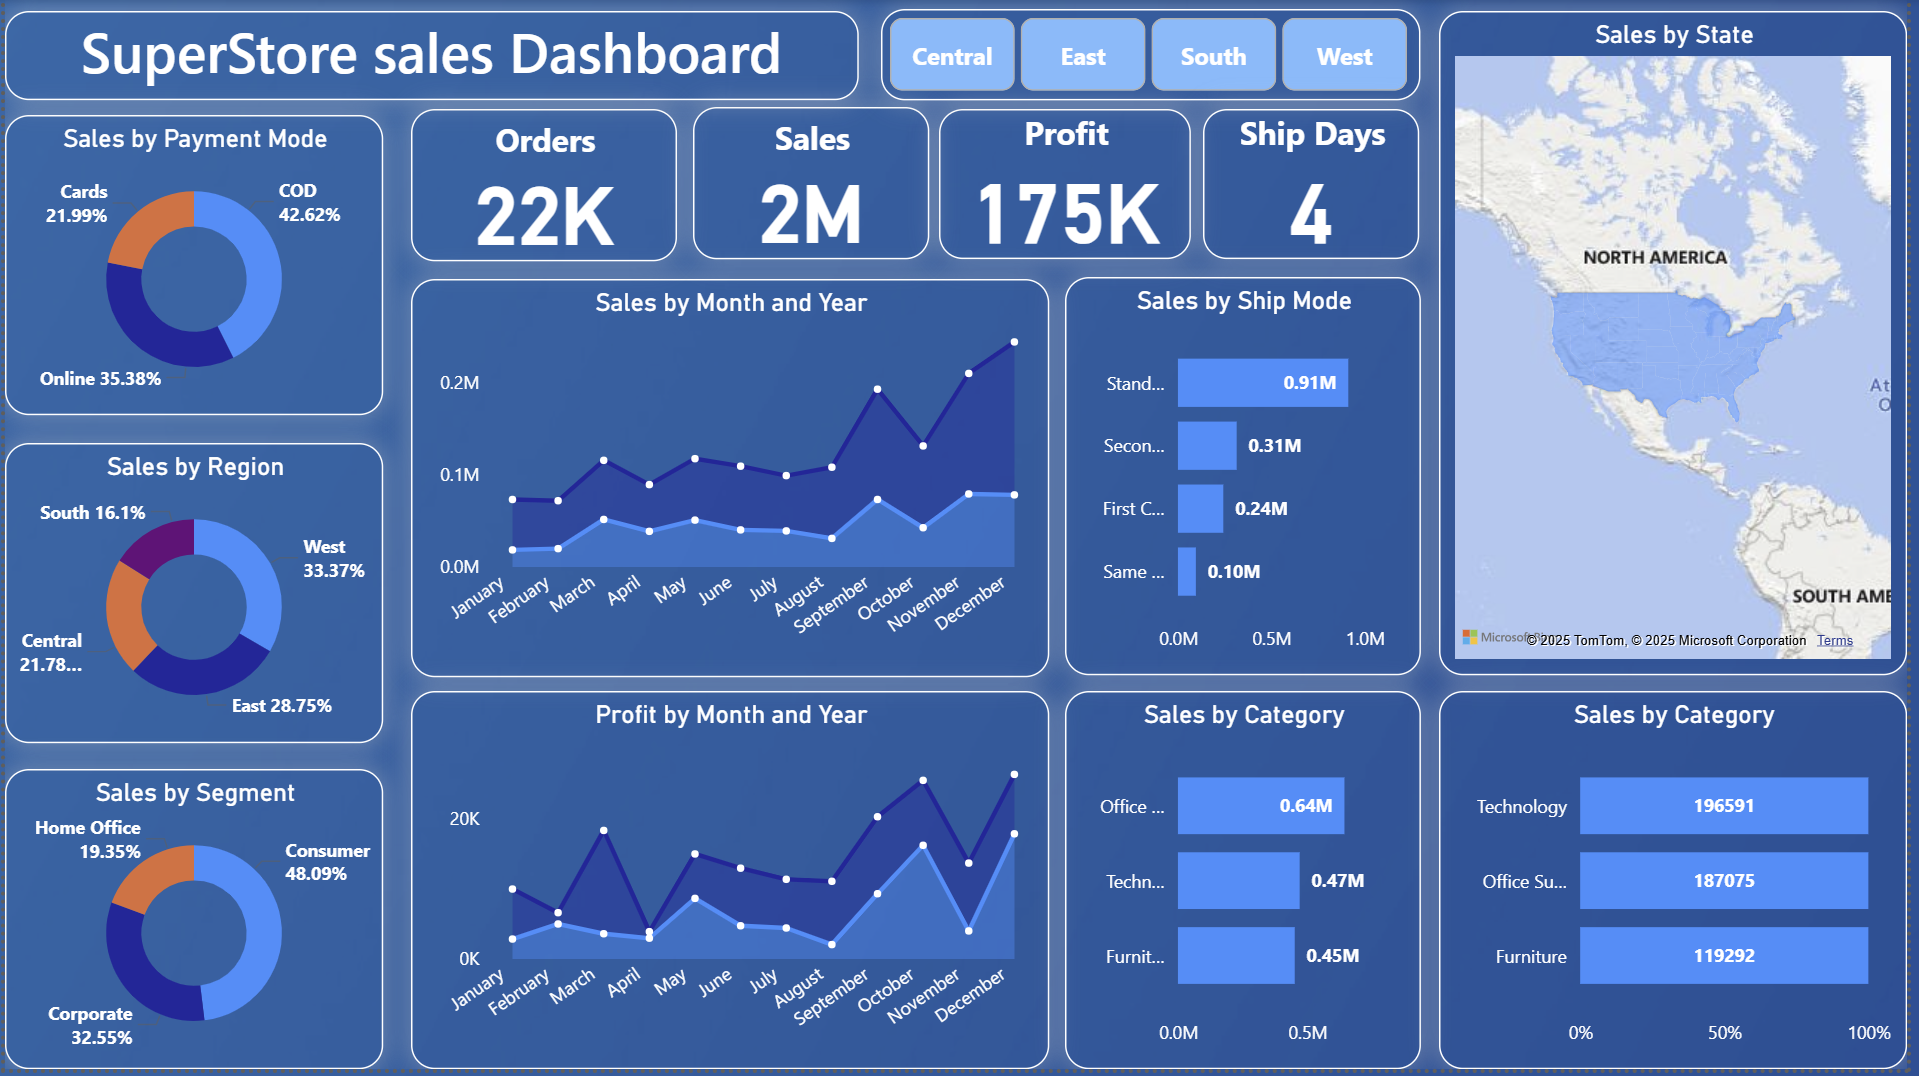 SuperStore sales Dashboard
Central
East
South
West
Sales by State
NORTH AMERICA
SOUTH AME
© 2025 TomTom, © 2025 Microsoft Corporation Terms
Sales by Payment Mode
Cards
21.99%
COD
42.62%
Online 35.38%
Orders
22K
Sales
2M
Profit
175K
Ship Days
4
Sales by Month and Year
0.2M
0.1M
0.0M
January
February
March
April
May
June
July
August
September
October
November
December
Sales by Ship Mode
Stand...
0.91M
Secon...
0.31M
First C...
0.24M
Same ...
0.10M
0.0M
0.5M
1.0M
Sales by Region
South 16.1%
West
33.37%
Central
21.78...
East 28.75%
Sales by Segment
Home Office
19.35%
Consumer
48.09%
Corporate
32.55%
Profit by Month and Year
20K
0K
January
February
March
April
May
June
July
August
September
October
November
December
Sales by Category
Office ...
0.64M
Techn...
0.47M
Furnit...
0.45M
0.0M
0.5M
Sales by Category
Technology
196591
Office Su...
187075
Furniture
119292
0%
50%
100%